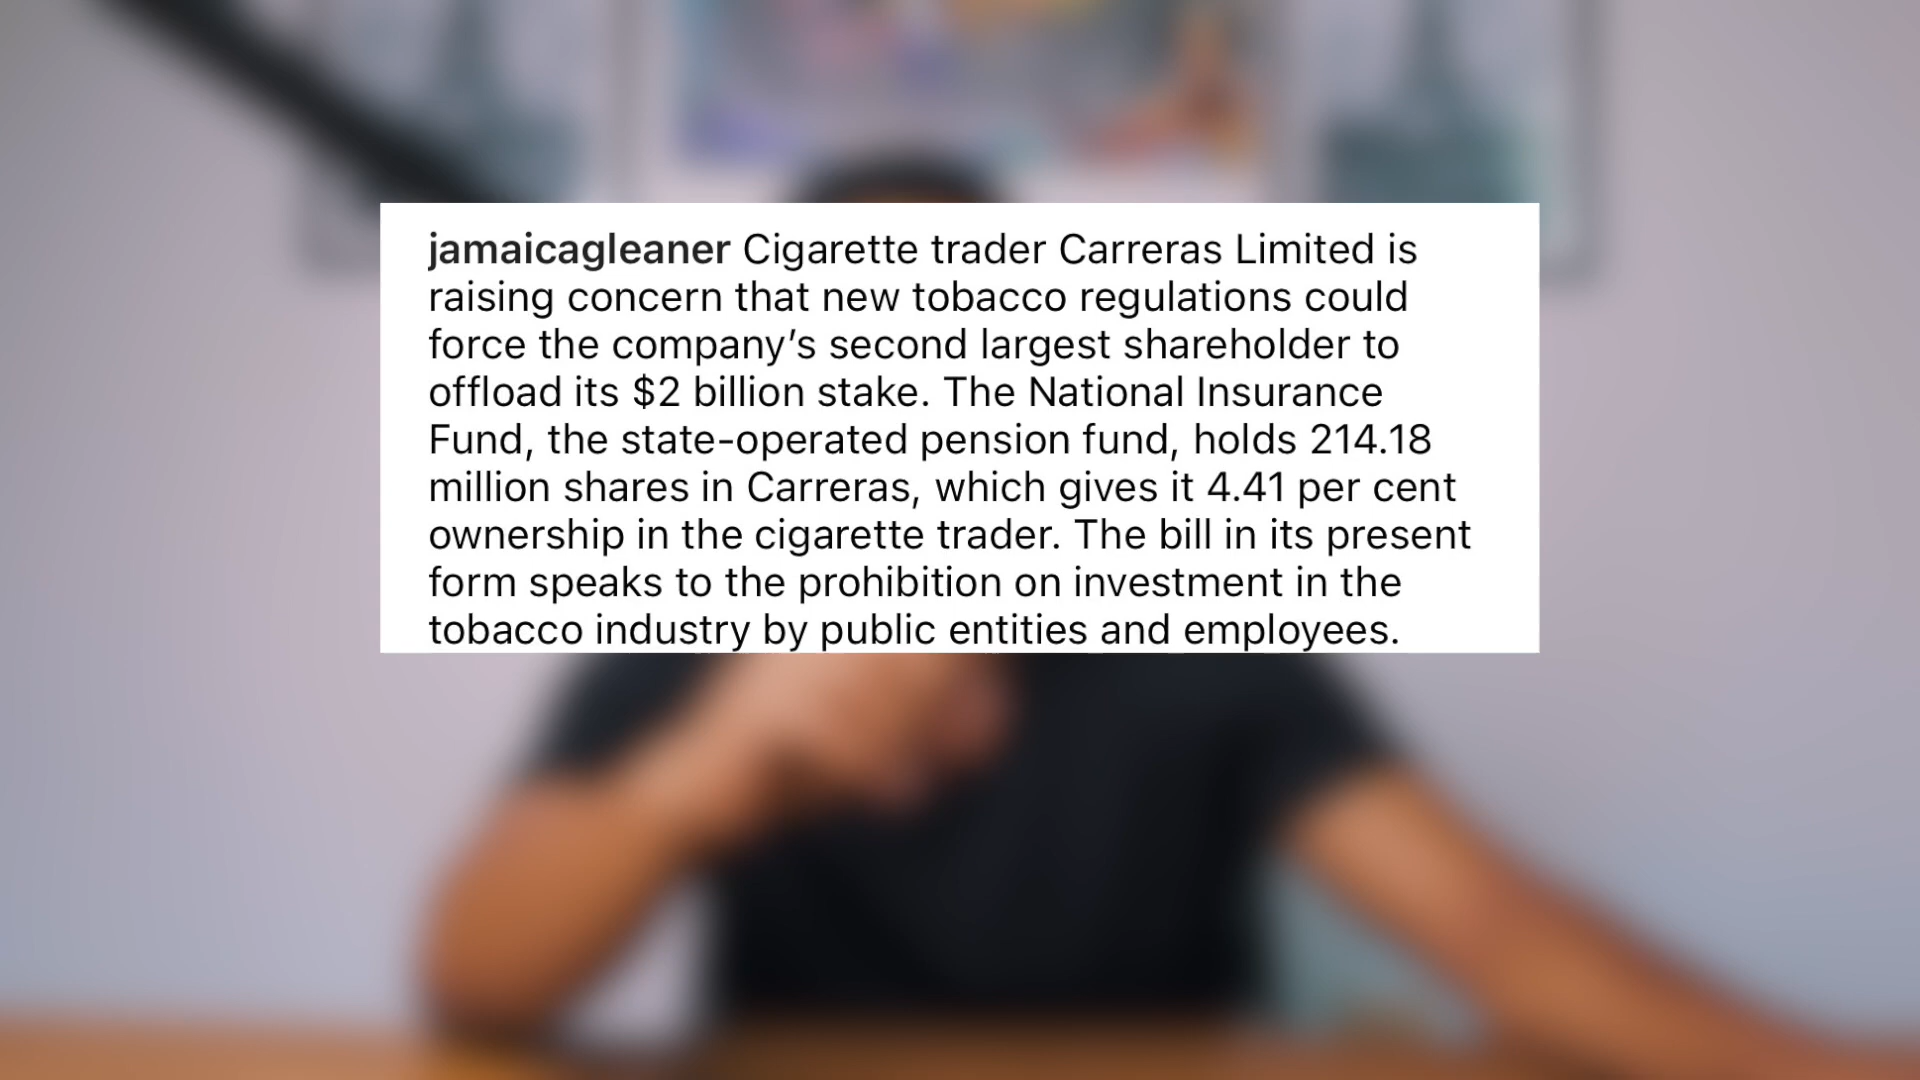 jamaicagleaner Cigarette trader Carreras Limited is
raising concern that new tobacco regulations could
force the company’s second largest shareholder to
offload its $2 billion stake. The National Insurance
Fund, the state-operated pension fund, holds 214.18
million shares in Carreras, which gives it 4.41 per cent
ownership in the cigarette trader. The bill in its present
form speaks to the prohibition on investment in the
tobacco industry by public entities and employees.